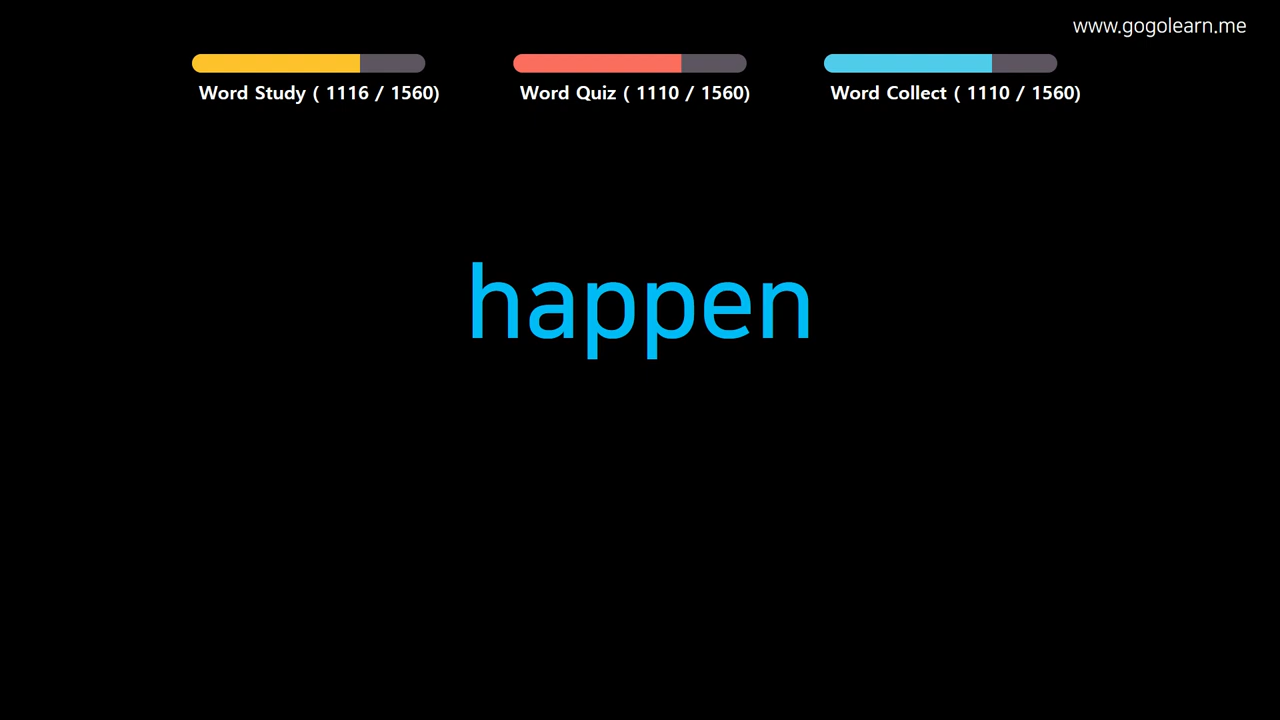 www.gogolearn.me
Word Study ( 1116 / 1560)
Word Quiz ( 1110 / 1560)
Word Collect ( 1110 / 1560)
happen